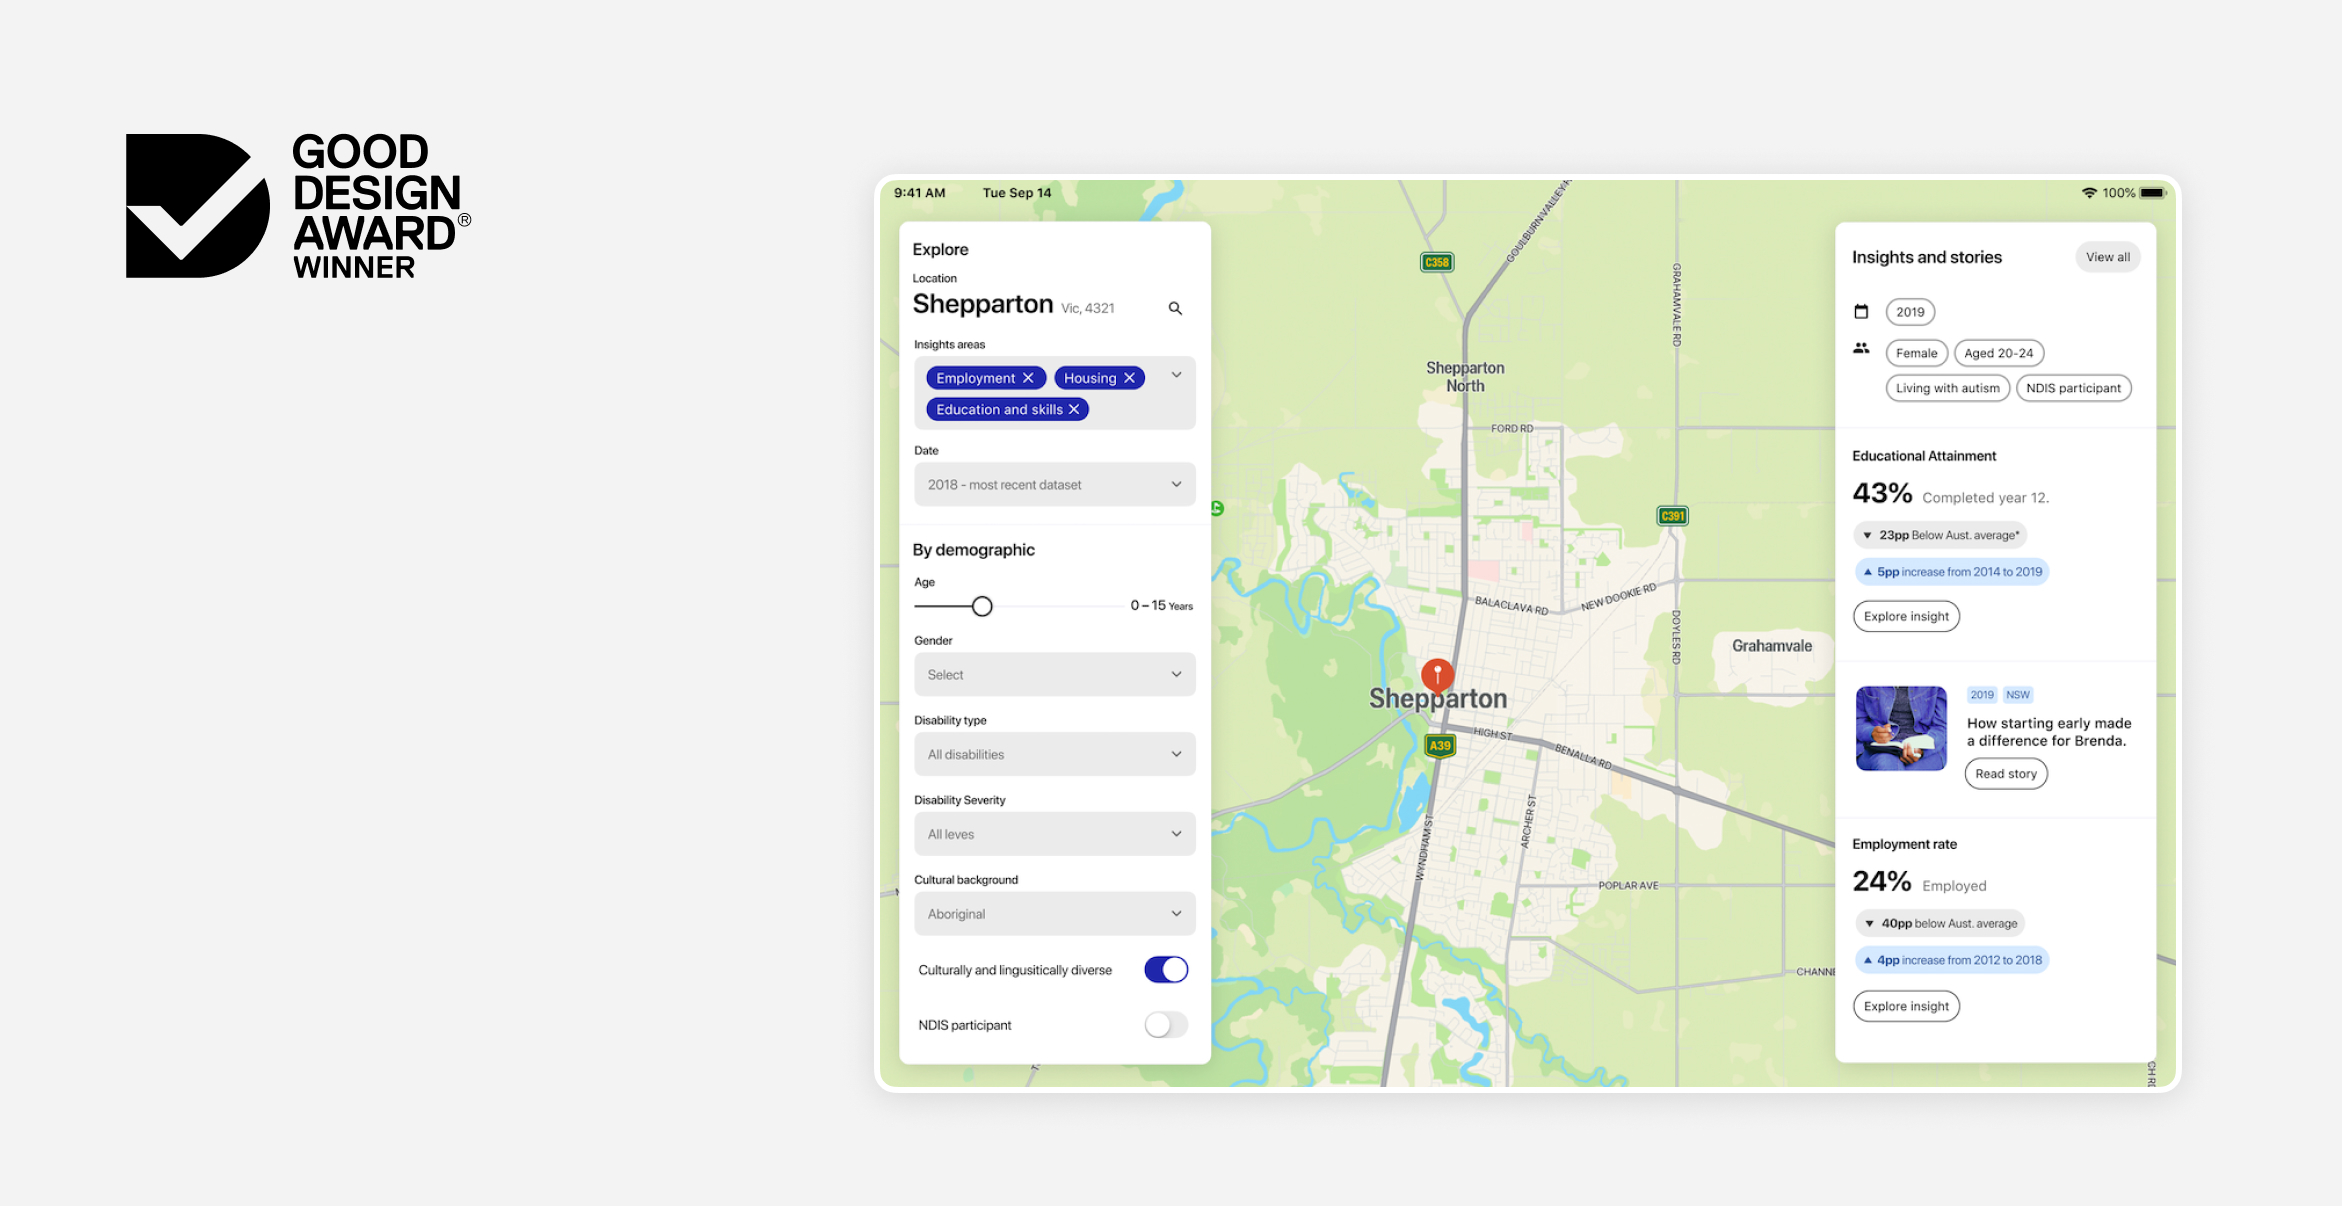 GOOD
DESIGN
AWARD®
WINNER
9:41 AM Tue Sep 14
100%
Explore
Location
Shepparton Vic, 4321
Insights areas
Employment
Housing
Education and skills
Date
2018 - most recent dataset
By demographic
Age
0 – 15 Years
Gender
Select
Disability type
All disabilities
Disability Severity
All leves
Cultural background
Aboriginal
Culturally and lingusitically diverse
NDIS participant
C358
GOULBURN VALLEY
GRAHAMVALE RD
Shepparton
North
FORD RD
C391
BALACLAVA RD
NEW DOOKIE RD
DOYLES RD
Grahamvale
Shepparton
A39
HIGH ST
BENALLA RD
WYNDHAM ST
ARCHER ST
POPLAR AVE
CHANNE
Insights and stories
View all
2019
Female
Aged 20-24
Living with autism
NDIS participant
Educational Attainment
43% Completed year 12.
23pp Below Aust. average*
5pp increase from 2014 to 2019
Explore insight
2019 NSW
How starting early made
a difference for Brenda.
Read story
Employment rate
24% Employed
40pp below Aust. average
4pp increase from 2012 to 2018
Explore insight